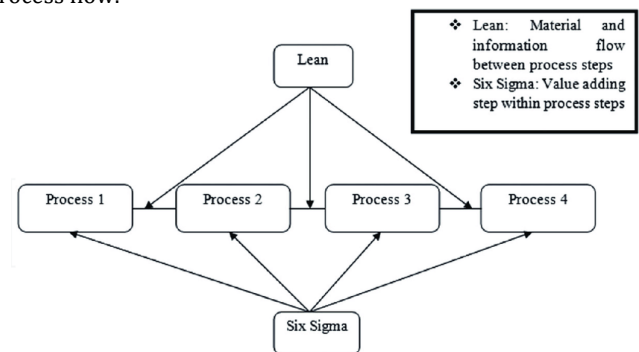 process flow.
Lean
❖ Lean: Material and
information flow
between process steps
❖ Six Sigma: Value adding
step within process steps
Process 1
Process 2
Process 3
Process 4
Six Sigma